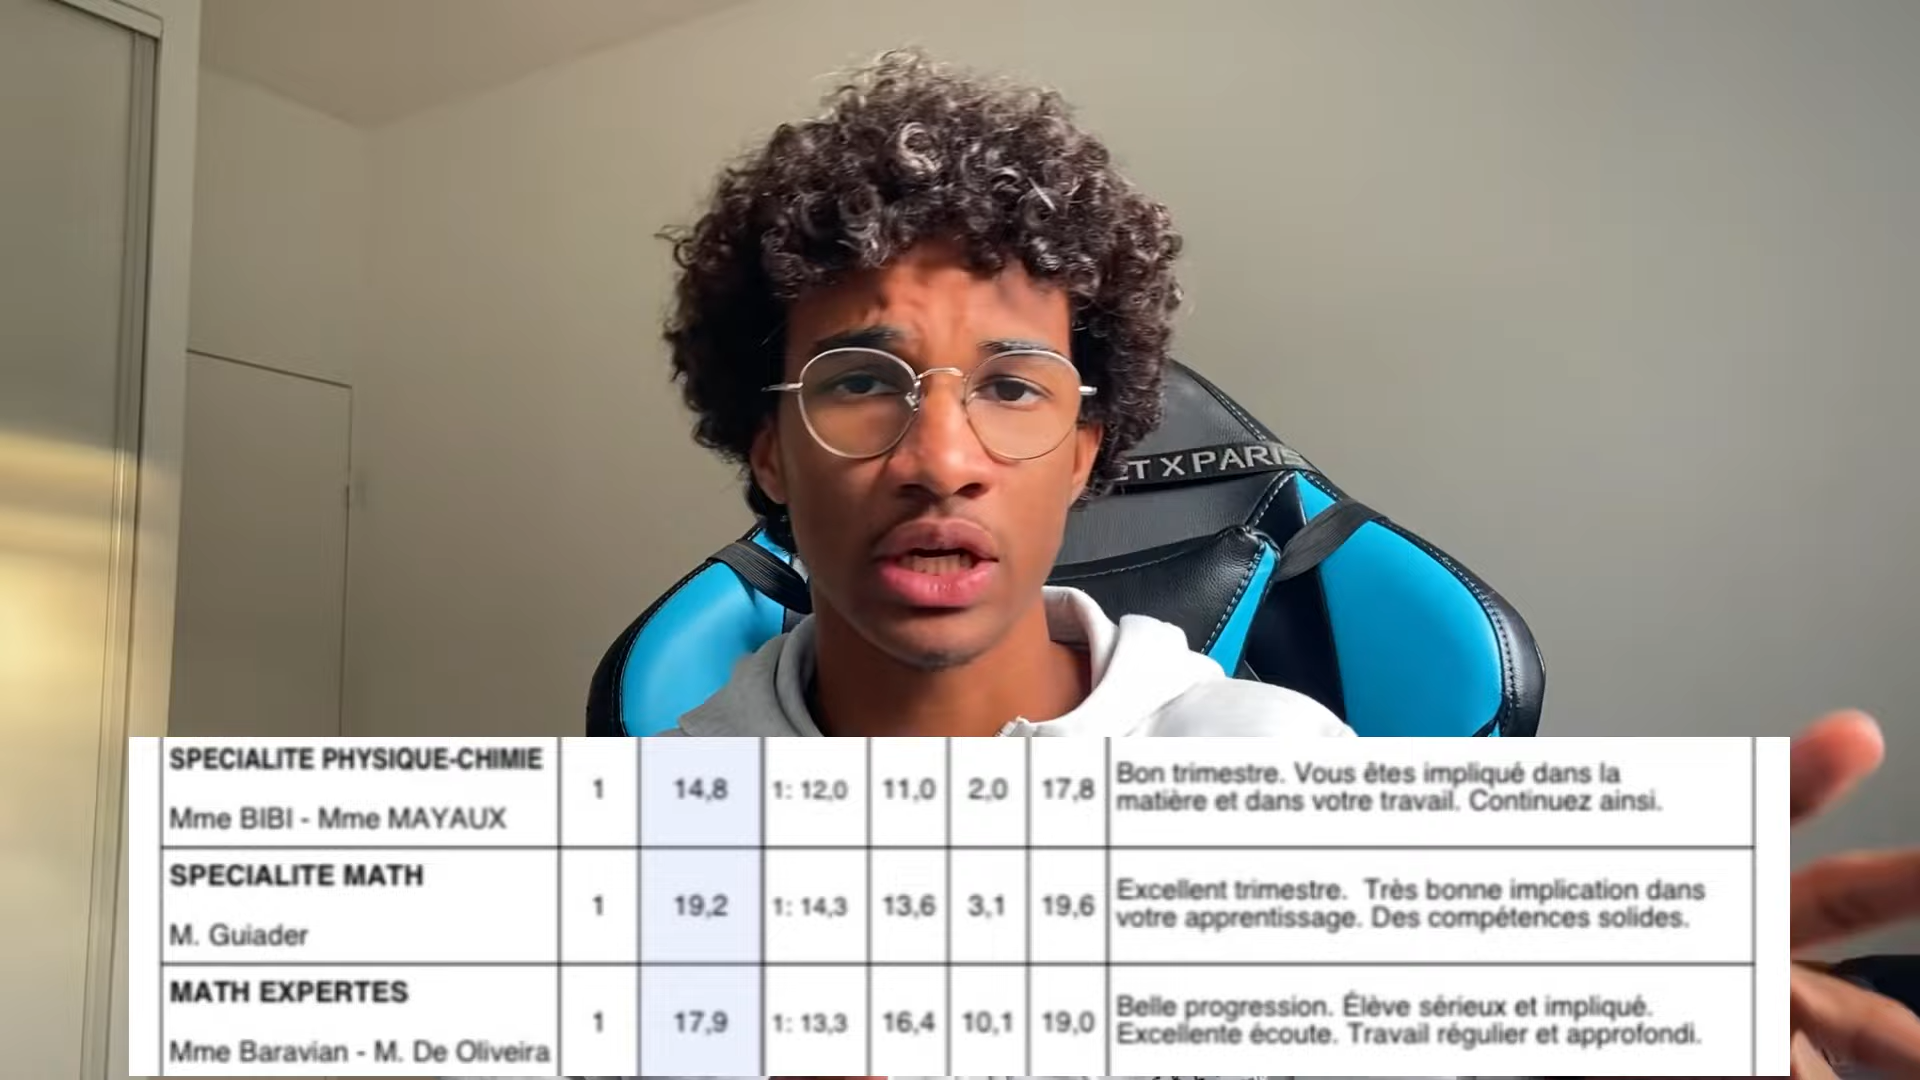 ET X PARIS
SPECIALITE PHYSIQUE-CHIMIE
Mme BIBI - Mme MAYAUX
1
14,8
1: 12,0
11,0
2,0
17,8
Bon trimestre. Vous êtes impliqué dans la
matière et dans votre travail. Continuez ainsi.
SPECIALITE MATH
M. Guiader
1
19,2
1: 14,3
13,6
3,1
19,6
Excellent trimestre. Très bonne implication dans
votre apprentissage. Des compétences solides.
MATH EXPERTES
Mme Baravian - M. De Oliveira
1
17,9
1: 13,3
16,4
10,1
19,0
Belle progression. Élève sérieux et impliqué.
Excellente écoute. Travail régulier et approfondi.